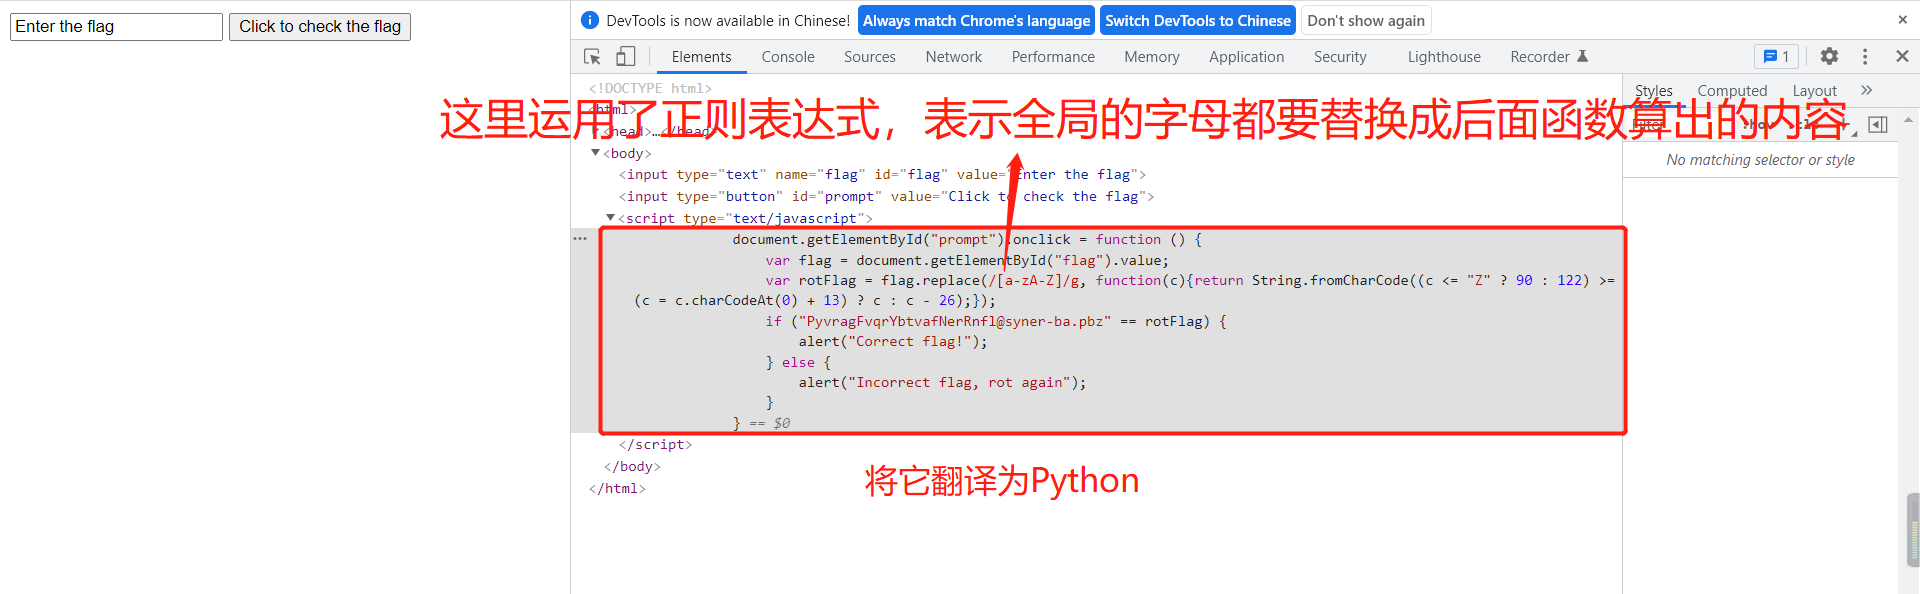 Enter the flag Click to check the flag
DevTools is now available in Chinese! Always match Chrome's language Switch DevTools to Chinese Don't show again
Elements Console Sources Network Performance Memory Application Security Lighthouse Recorder 1
Styles Computed Layout
<!DOCTYPE html>
这里运用了正则表达式，表示全局的字母都要替换成后面函数算出的内容
<html>
<head>…</head>
<body>
<input type="text" name="flag" id="flag" value="Enter the flag">
<input type="button" id="prompt" value="Click to check the flag">
<script type="text/javascript">
document.getElementById("prompt").onclick = function () {
var flag = document.getElementById("flag").value;
var rotFlag = flag.replace(/[a-zA-Z]/g, function(c){return String.fromCharCode((c <= "Z" ? 90 : 122) >=
(c = c.charCodeAt(0) + 13) ? c : c - 26);});
if ("PyvragFvqrYbtvafNerRnfl@syner-ba.pbz" == rotFlag) {
alert("Correct flag!");
} else {
alert("Incorrect flag, rot again");
}
} == $0
</script>
</body>
</html>
将它翻译为Python
No matching selector or style